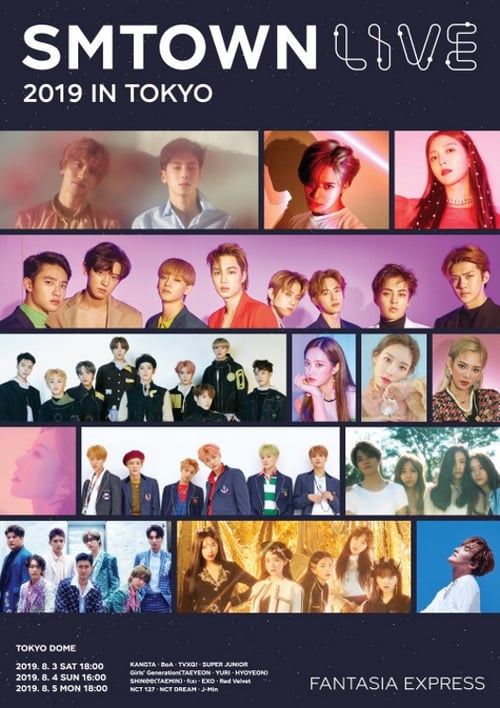 SMTOWN LIVE
2019 IN TOKYO
TOKYO DOME
2019. 8. 3 SAT 18:00
2019. 8. 4 SUN 16:00
2019. 8. 5 MON 18:00
KANGTA · BoA · TVXQ! · SUPER JUNIOR
Girls' Generation(TAEYEON · YURI · HYOYEON)
SHINee(TAEMIN) · f(x) · EXO · Red Velvet
NCT 127 · NCT DREAM · J-Min
FANTASIA EXPRESS